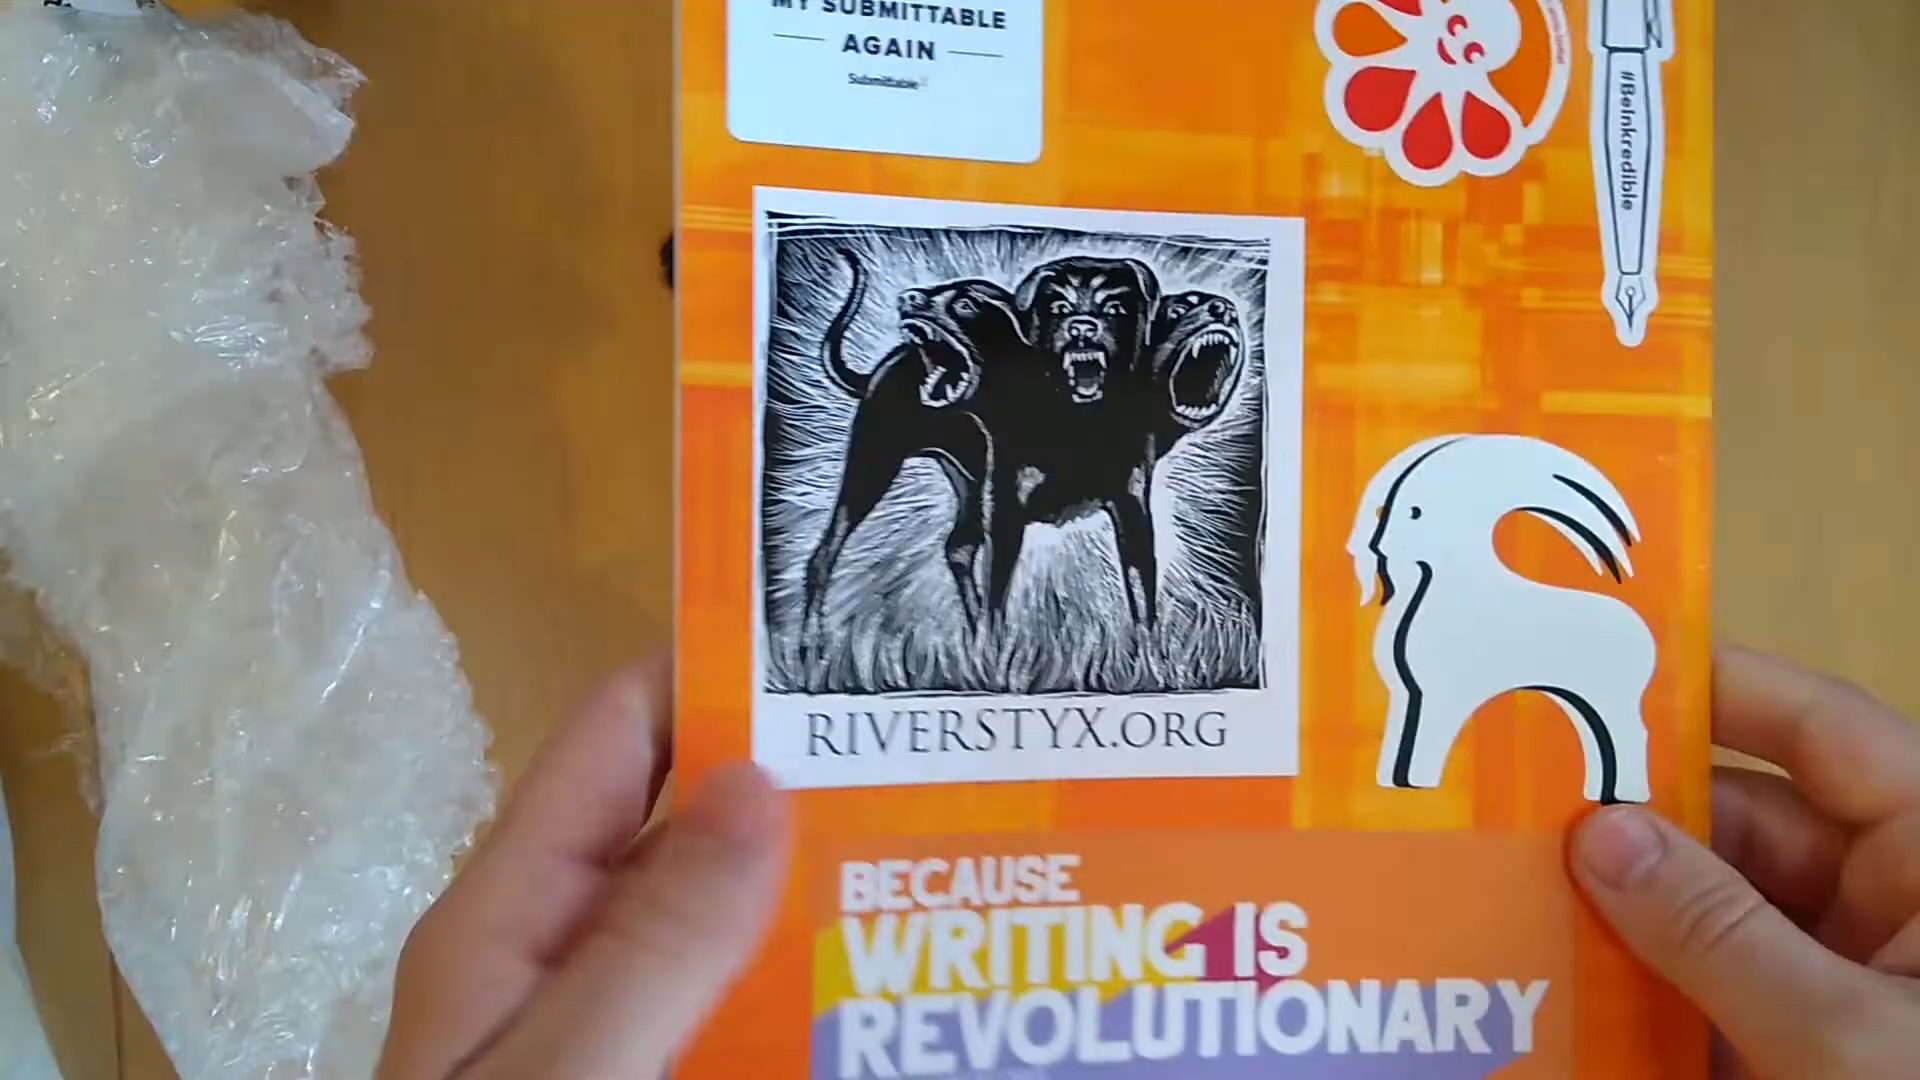 MY SUBMITTABLE
AGAIN
Submittable
#BeInkredible
RIVERSTYX.ORG
BECAUSE
WRITING IS
REVOLUTIONARY